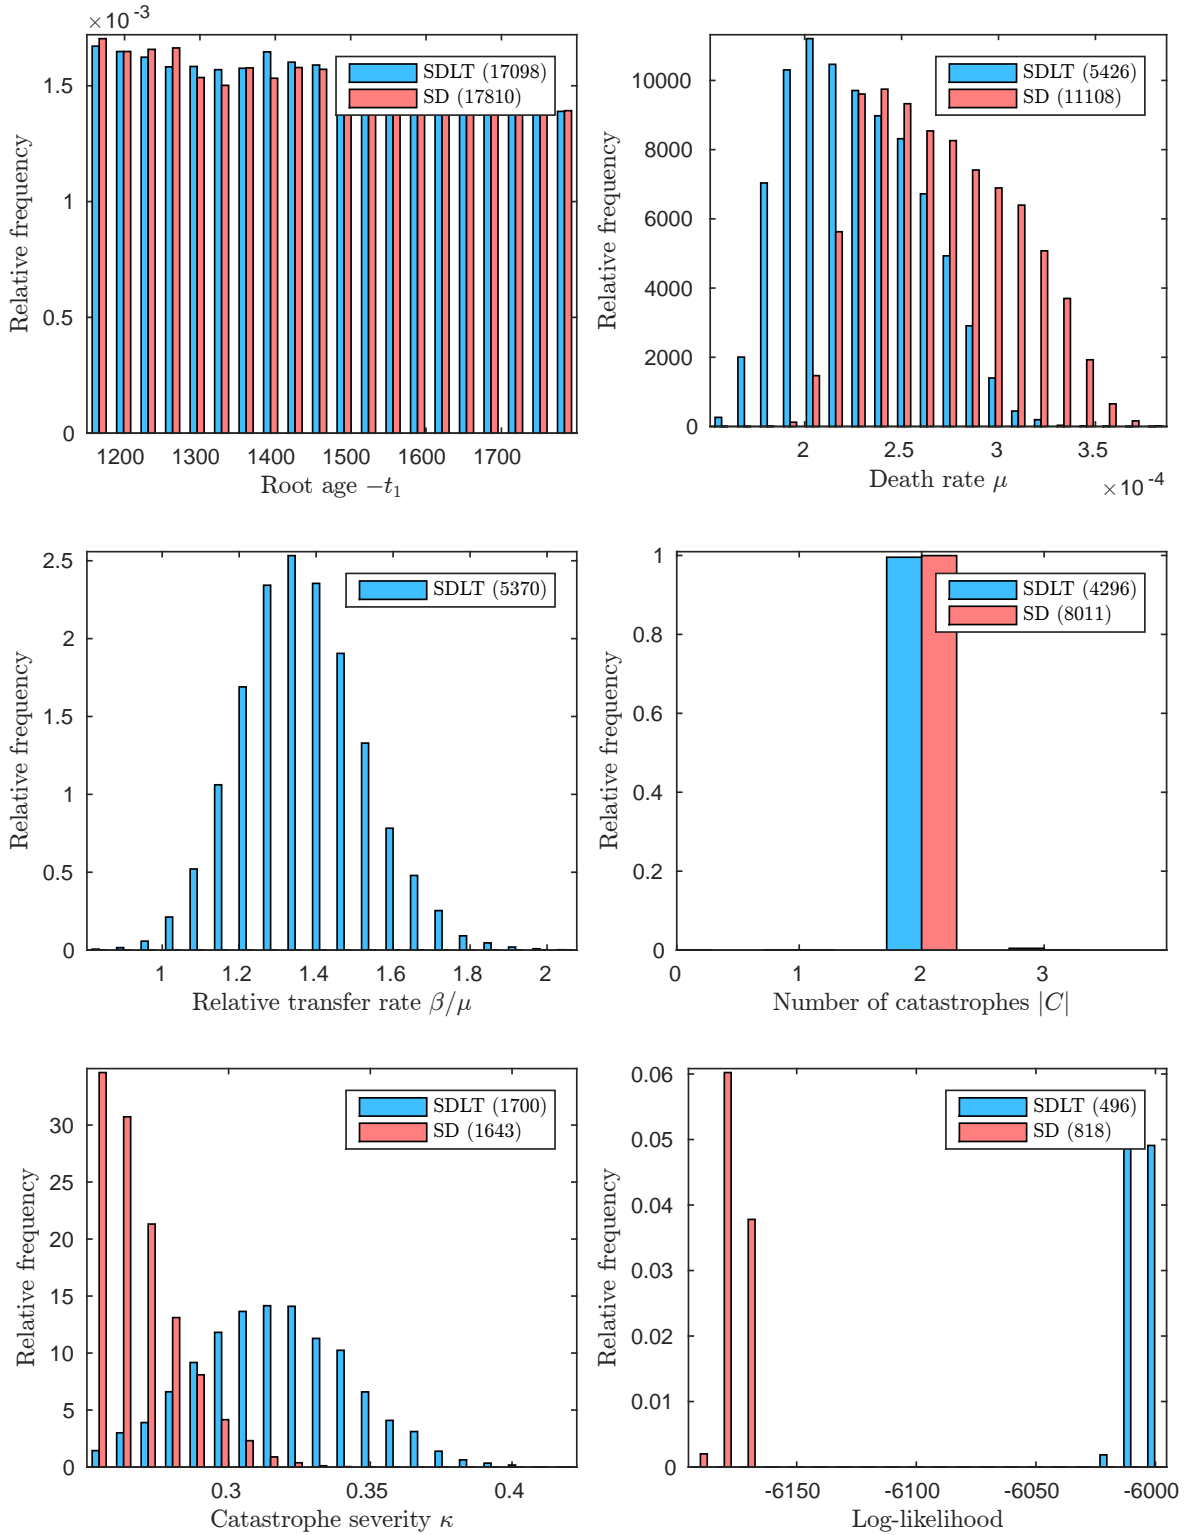 ×10⁻³
1.5
1
0.5
0
Relative frequency
SDLT (17098)
SD (17810)
1200 1300 1400 1500 1600 1700
Root age −t₁
10000
8000
6000
4000
2000
0
Relative frequency
SDLT (5426)
SD (11108)
2 2.5 3 3.5
Death rate μ
×10⁻⁴
2.5
2
1.5
1
0.5
0
Relative frequency
SDLT (5370)
1 1.2 1.4 1.6 1.8 2
Relative transfer rate β/μ
1
0.8
0.6
0.4
0.2
0
Relative frequency
SDLT (4296)
SD (8011)
0 1 2 3
Number of catastrophes |C|
30
25
20
15
10
5
0
Relative frequency
SDLT (1700)
SD (1643)
0.3 0.35 0.4
Catastrophe severity κ
0.06
0.05
0.04
0.03
0.02
0.01
0
Relative frequency
SDLT (496)
SD (818)
-6150 -6100 -6050 -6000
Log-likelihood